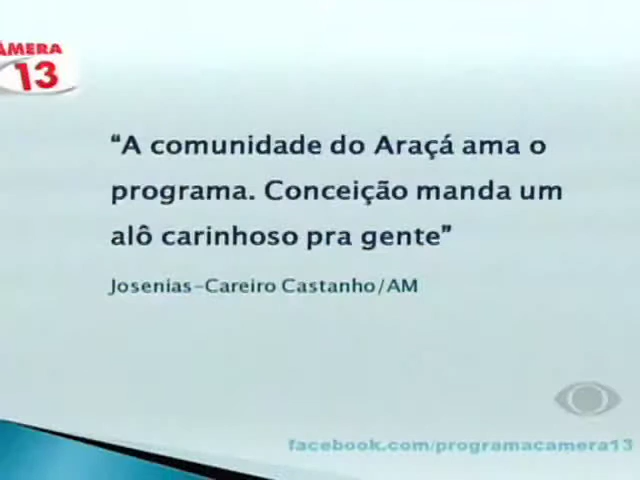 ÂMERA
13
“A comunidade do Araçá ama o
programa. Conceição manda um
alô carinhoso pra gente”
Josenias-Careiro Castanho/AM
facebook.com/programacamera13